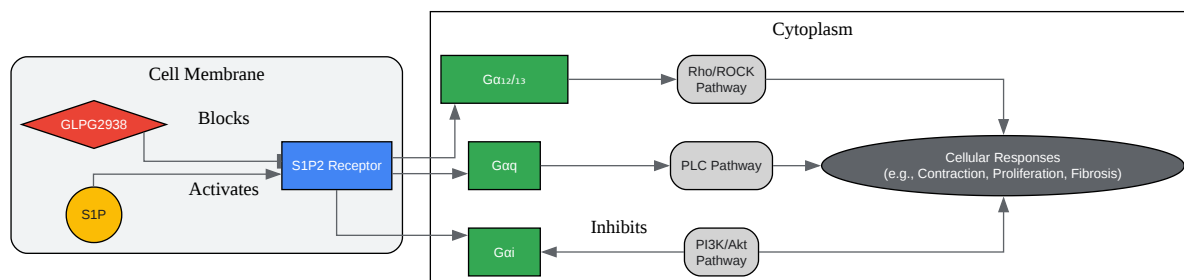 Cell Membrane
GLPG2938
Blocks
S1P2 Receptor
Activates
S1P
Cytoplasm
Gα₁₂/₁₃
Rho/ROCK
Pathway
Gαq
PLC Pathway
Cellular Responses
(e.g., Contraction, Proliferation, Fibrosis)
Gαi
Inhibits
PI3K/Akt
Pathway